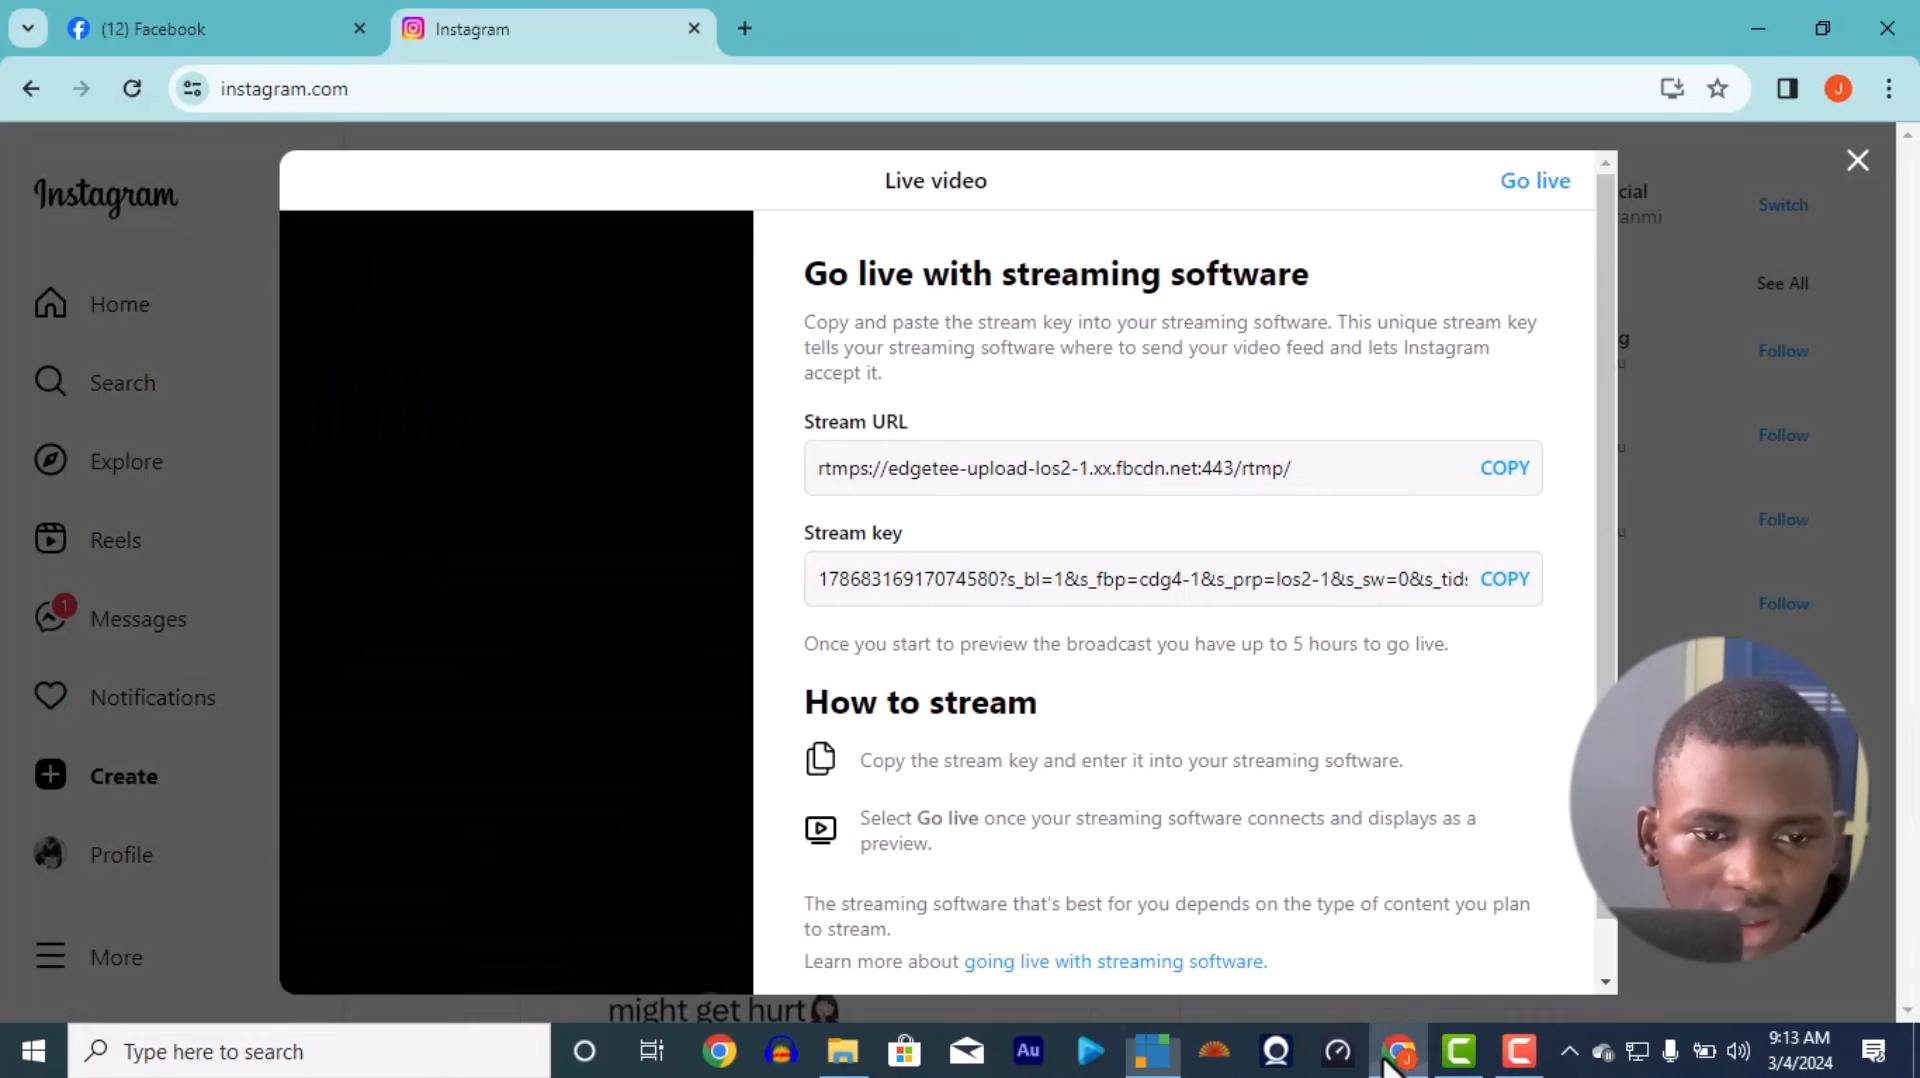 (12) Facebook
Instagram
instagram.com
J
Instagram
Home
Search
Explore
Reels
1
Messages
Notifications
Create
Profile
More
Live video
Go live
Go live with streaming software
Copy and paste the stream key into your streaming software. This unique stream key
tells your streaming software where to send your video feed and lets Instagram
accept it.
Stream URL
rtmps://edgetee-upload-los2-1.xx.fbcdn.net:443/rtmp/
COPY
Stream key
17868316917074580?s_bl=1&s_fbp=cdg4-1&s_prp=los2-1&s_sw=0&s_tids
COPY
Once you start to preview the broadcast you have up to 5 hours to go live.
How to stream
Copy the stream key and enter it into your streaming software.
Select Go live once your streaming software connects and displays as a
preview.
The streaming software that's best for you depends on the type of content you plan
to stream.
Learn more about going live with streaming software.
might get hurt
cial
anmi
Switch
See All
g
u
Follow
u
Follow
u
Follow
Follow
Type here to search
Au
J
9:13 AM
3/4/2024